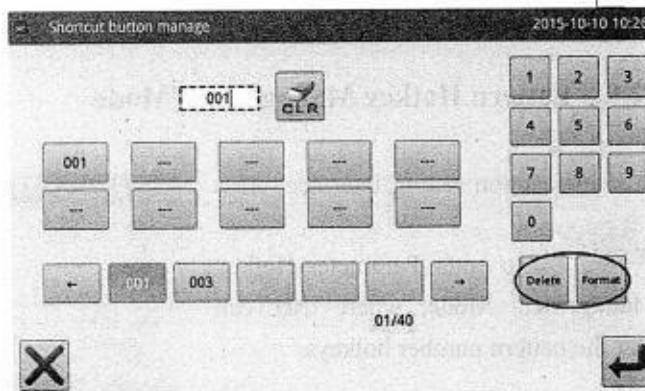 Shortcut button manage 2015-10-10 10:26
001 CLR
1 2 3
4 5 6
001 --- --- --- ---
7 8 9
--- --- --- --- ---
0
← 001 003 → Delete Format
01/40